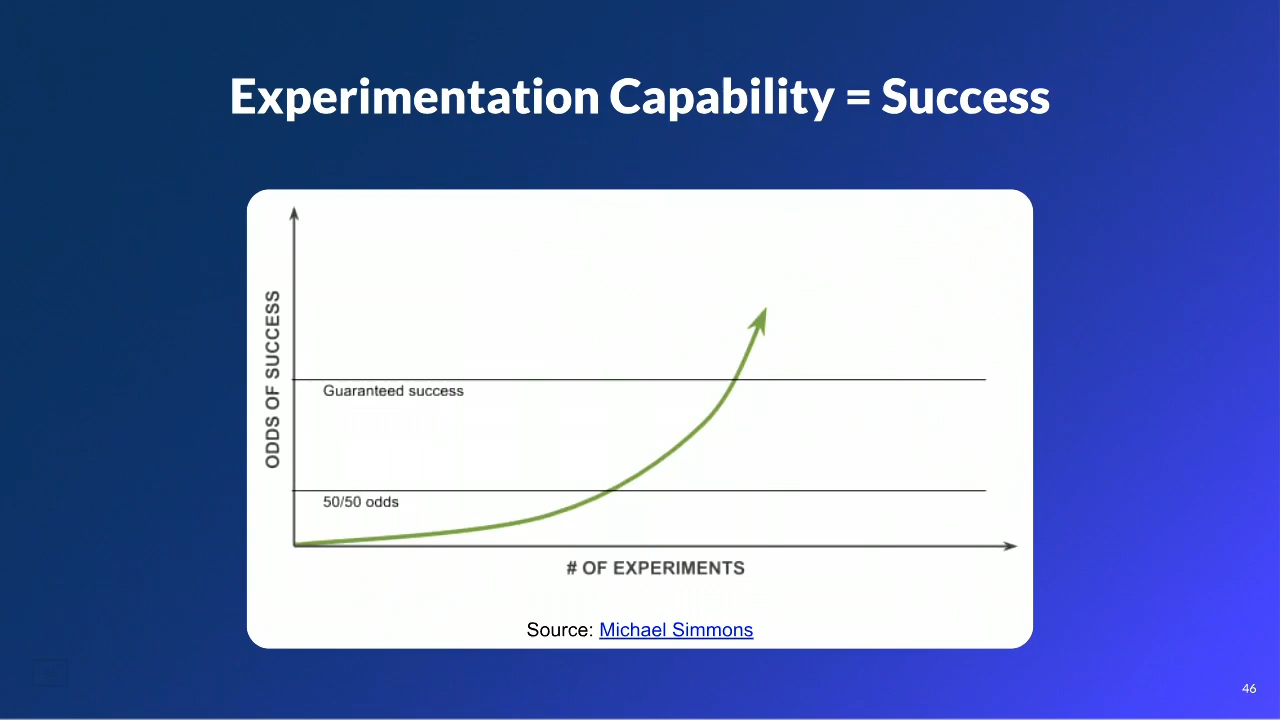 Experimentation Capability = Success
ODDS OF SUCCESS
Guaranteed success
50/50 odds
# OF EXPERIMENTS
Source: Michael Simmons
46